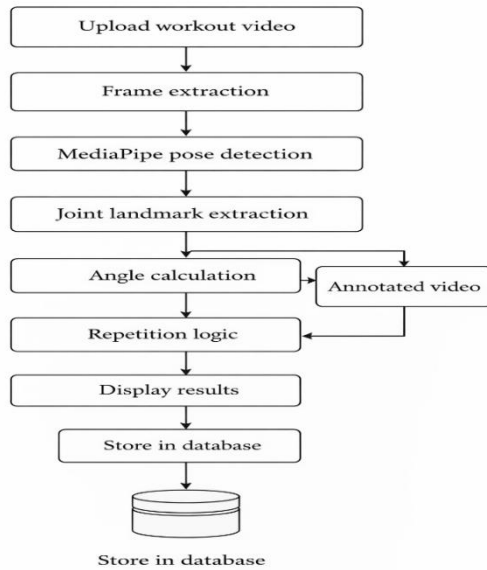 Upload workout video
Frame extraction
MediaPipe pose detection
Joint landmark extraction
Angle calculation
Annotated video
Repetition logic
Display results
Store in database
Store in database